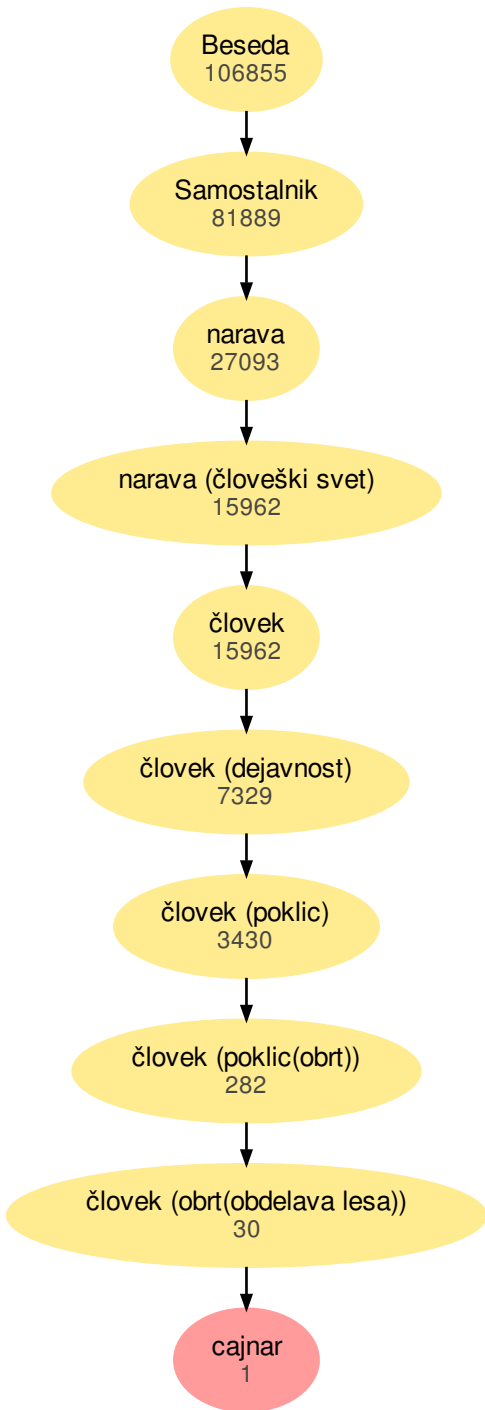 Beseda
106855
Samostalnik
81889
narava
27093
narava (človeški svet)
15962
človek
15962
človek (dejavnost)
7329
človek (poklic)
3430
človek (poklic(obrt))
282
človek (obrt(obdelava lesa))
30
cajnar
1